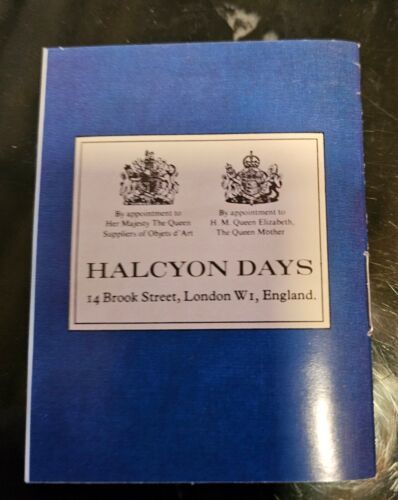 By appointment to
Her Majesty The Queen
Suppliers of Objets d'Art
By appointment to
H. M. Queen Elizabeth,
The Queen Mother
HALCYON DAYS
14 Brook Street, London W1, England.